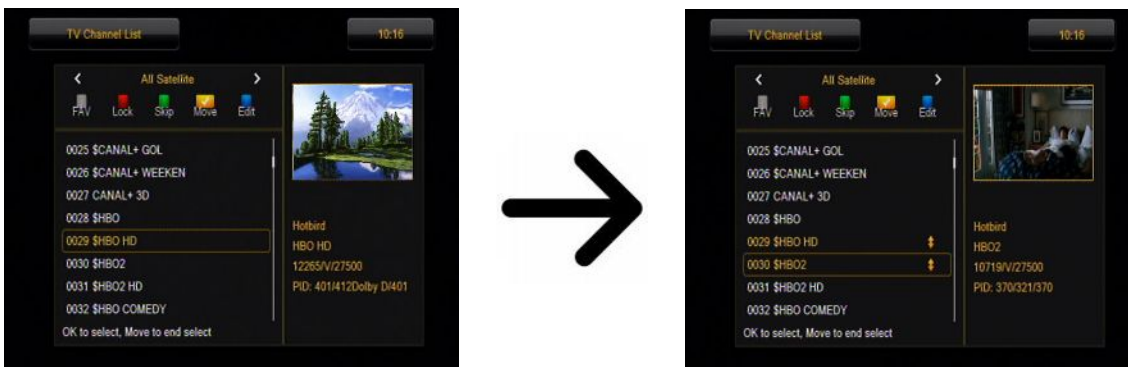 TV Channel List
10:16
All Satellite
FAV Lock Skip Move Edit
0025 $CANAL+ GOL
0026 $CANAL+ WEEKEN
0027 CANAL+ 3D
0028 $HBO
0029 $HBO HD
0030 $HBO2
0031 $HBO2 HD
0032 $HBO COMEDY
OK to select, Move to end select
Hotbird
HBO HD
12265/V/27500
PID: 401/412Dolby D/401
TV Channel List
10:16
All Satellite
FAV Lock Skip Move Edit
0025 $CANAL+ GOL
0026 $CANAL+ WEEKEN
0027 CANAL+ 3D
0028 $HBO
0029 $HBO HD
0030 $HBO2
0031 $HBO2 HD
0032 $HBO COMEDY
OK to select, Move to end select
Hotbird
HBO2
10719/V/27500
PID: 370/321/370